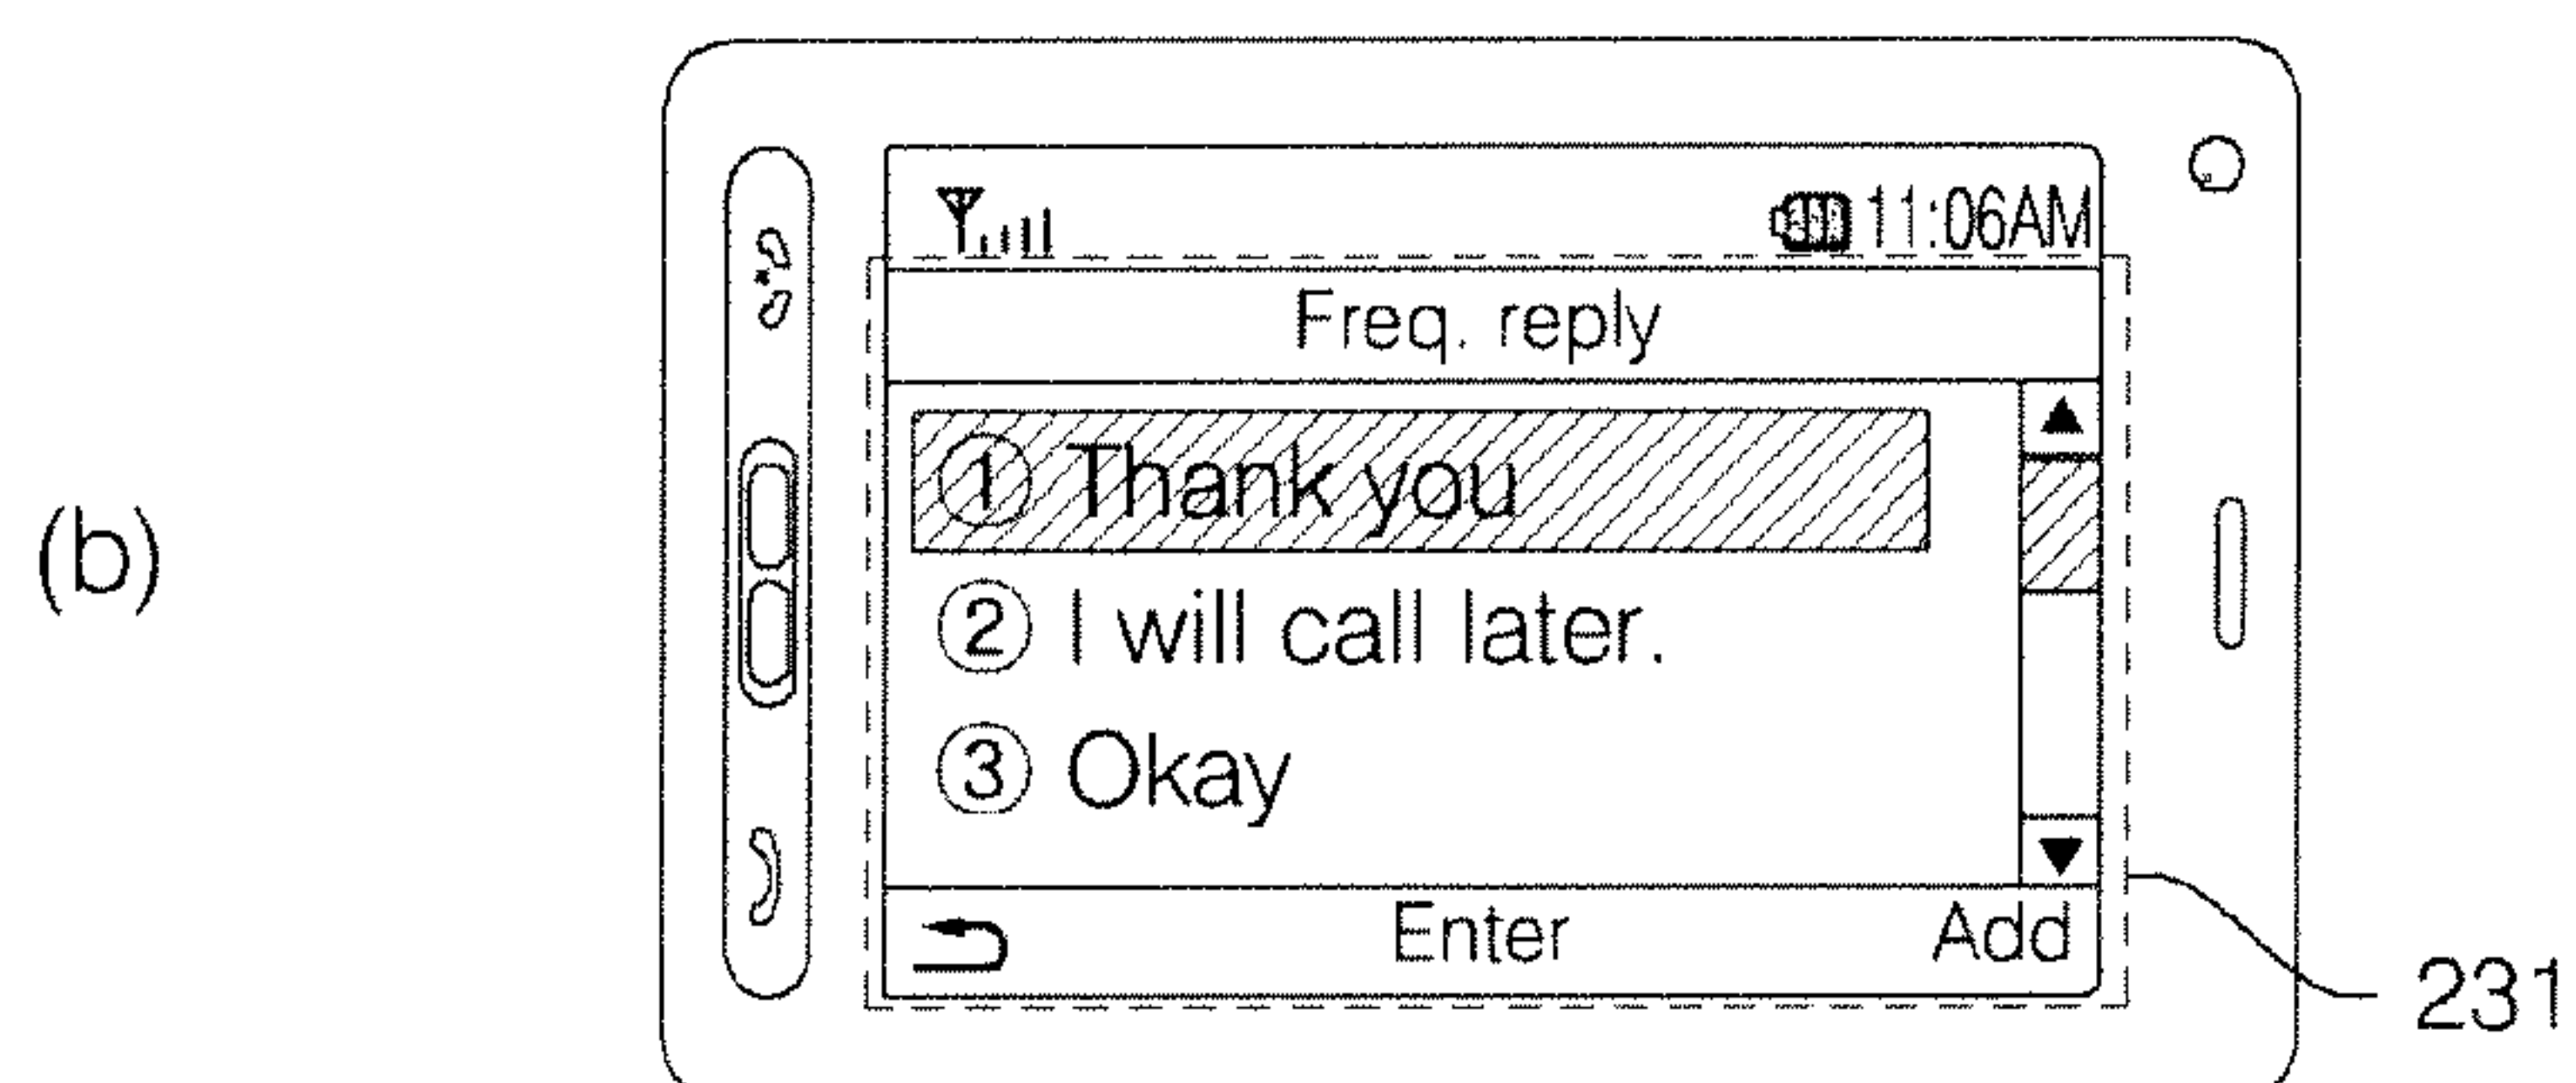 11:06AM
Freq. reply
① Thank you
(b)
② I will call later.
③ Okay
Enter Add
231